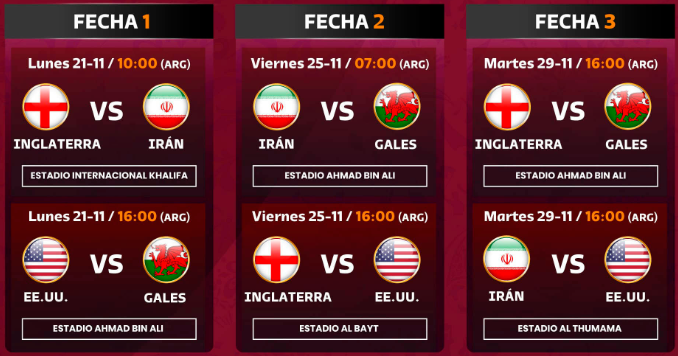 FECHA 1
Lunes 21-11 / 10:00 (ARG)
VS
INGLATERRA IRÁN
ESTADIO INTERNACIONAL KHALIFA
Lunes 21-11 / 16:00 (ARG)
VS
EE.UU. GALES
ESTADIO AHMAD BIN ALI
FECHA 2
Viernes 25-11 / 07:00 (ARG)
VS
IRÁN GALES
ESTADIO AHMAD BIN ALI
Viernes 25-11 / 16:00 (ARG)
VS
INGLATERRA EE.UU.
ESTADIO AL BAYT
FECHA 3
Martes 29-11 / 16:00 (ARG)
VS
INGLATERRA GALES
ESTADIO AHMAD BIN ALI
Martes 29-11 / 16:00 (ARG)
VS
IRÁN EE.UU.
ESTADIO AL THUMAMA